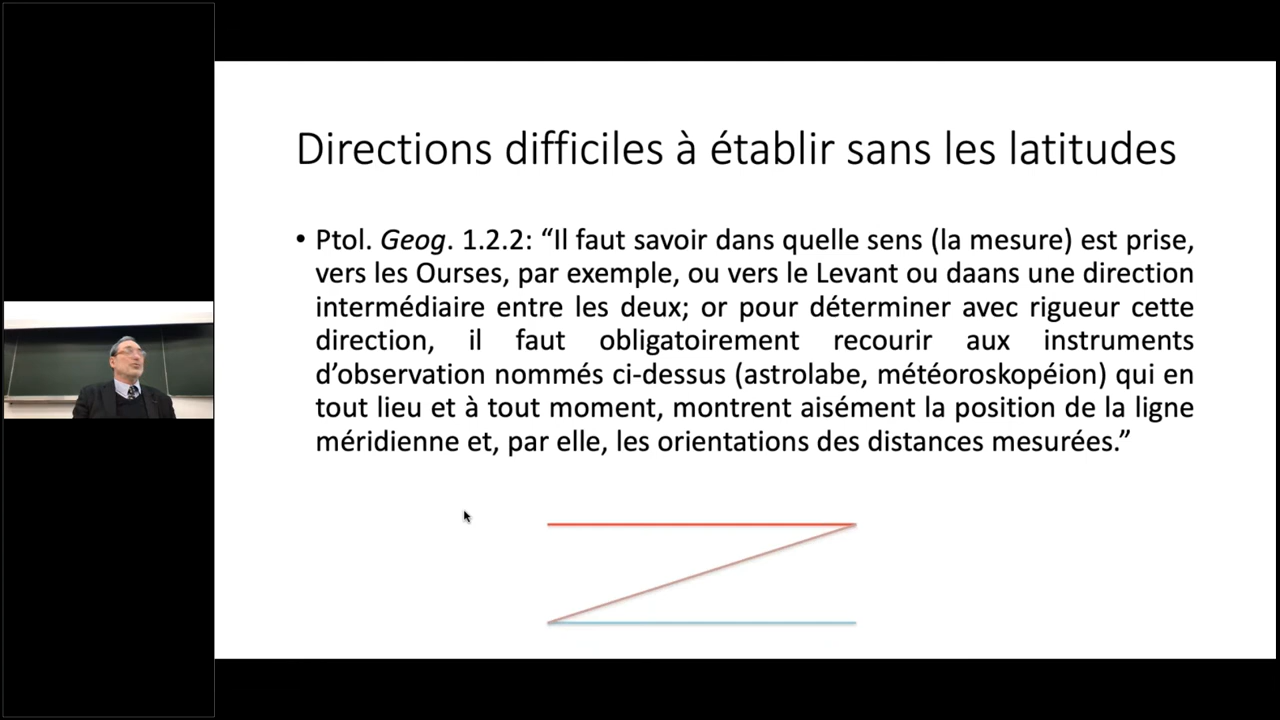 Directions difficiles à établir sans les latitudes
• Ptol. Geog. 1.2.2: “Il faut savoir dans quelle sens (la mesure) est prise,
vers les Ourses, par exemple, ou vers le Levant ou daans une direction
intermédiaire entre les deux; or pour déterminer avec rigueur cette
direction, il faut obligatoirement recourir aux instruments
d’observation nommés ci-dessus (astrolabe, météoroskopéion) qui en
tout lieu et à tout moment, montrent aisément la position de la ligne
méridienne et, par elle, les orientations des distances mesurées.”